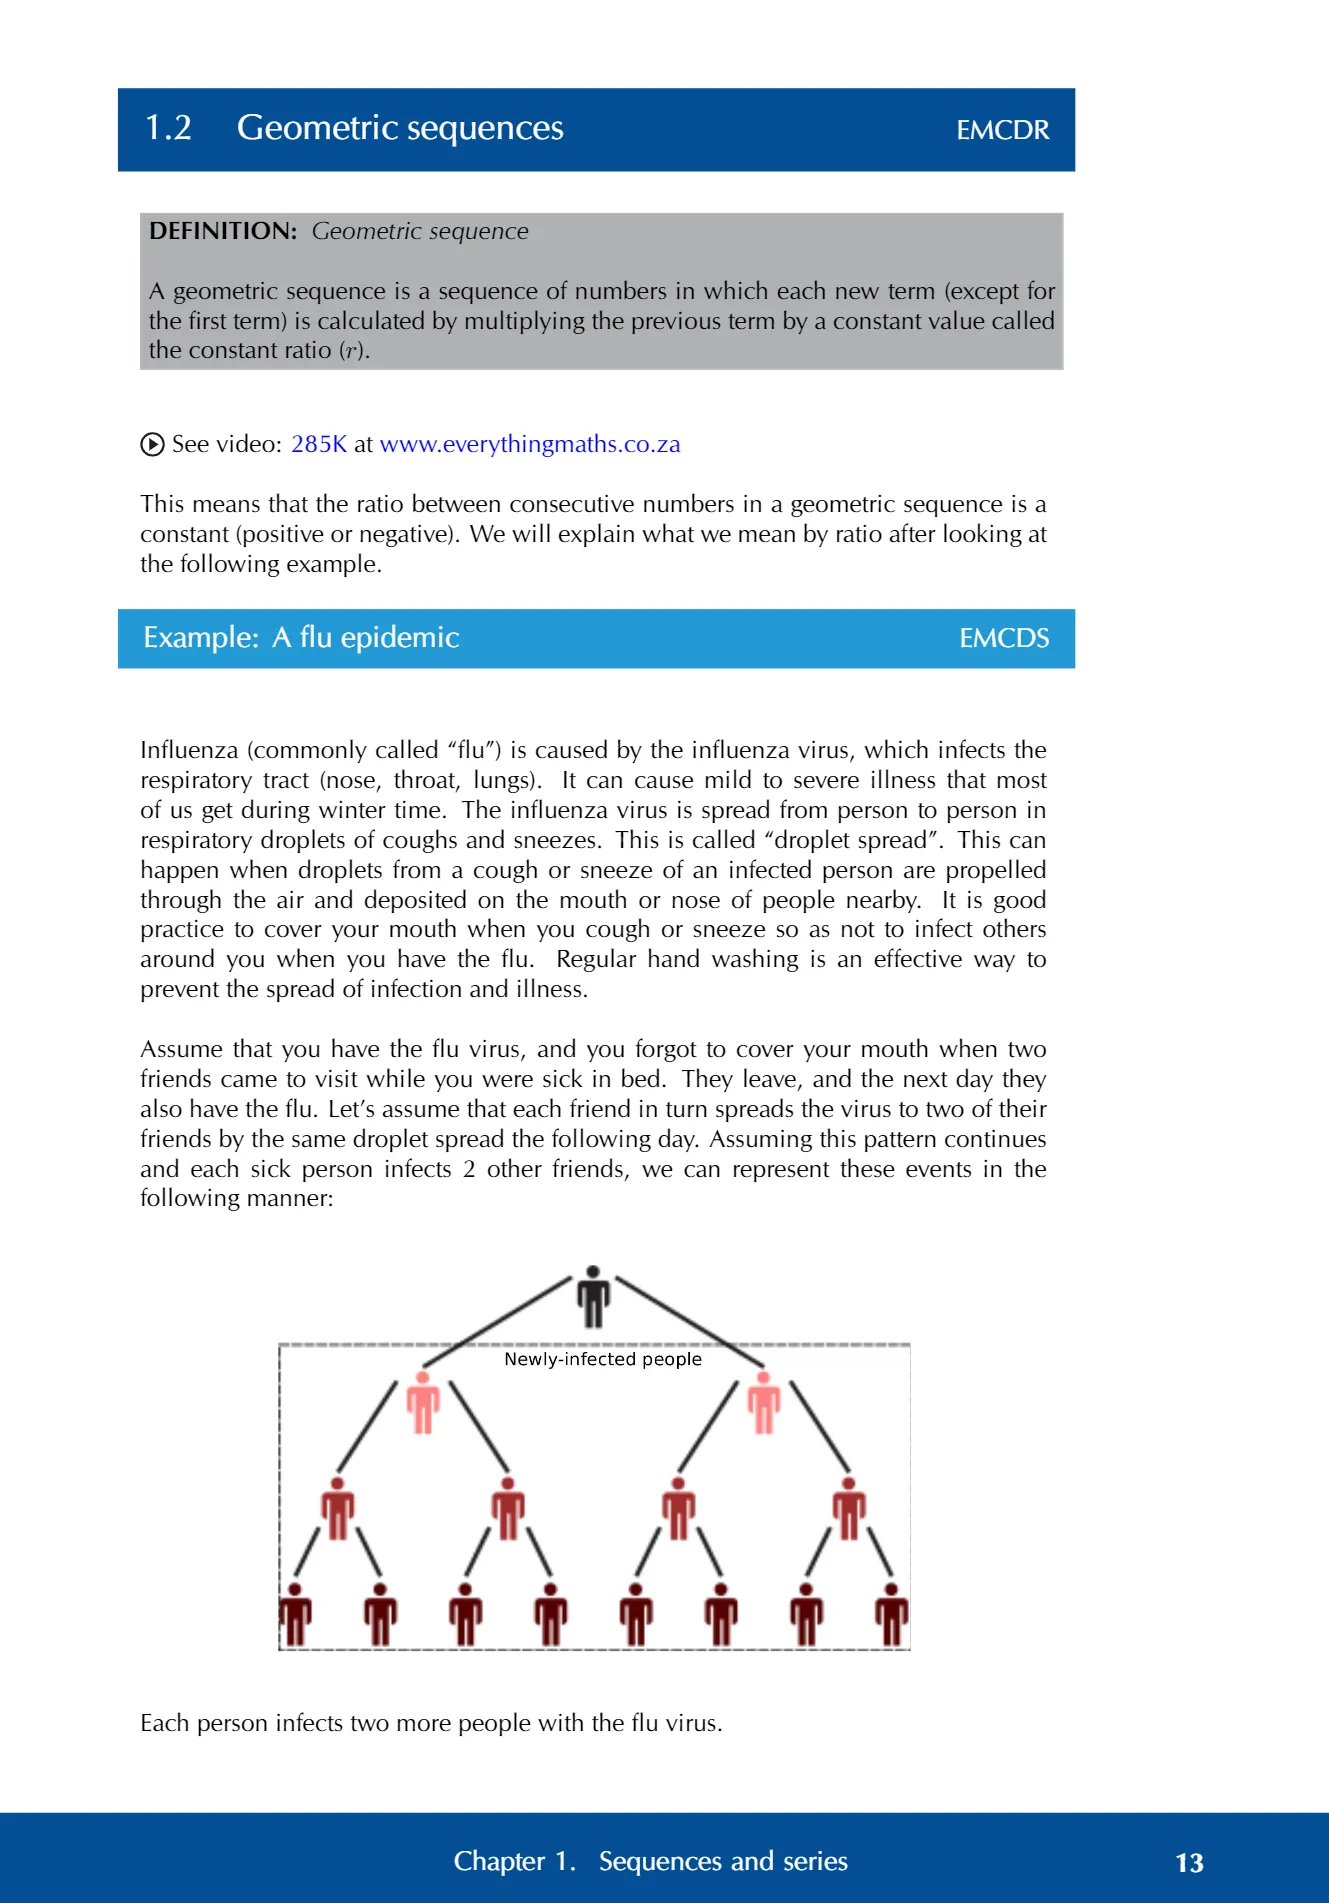 1.2 Geometric sequences EMCDR
DEFINITION: Geometric sequence
A geometric sequence is a sequence of numbers in which each new term (except for
the first term) is calculated by multiplying the previous term by a constant value called
the constant ratio (r).
See video: 285K at www.everythingmaths.co.za
This means that the ratio between consecutive numbers in a geometric sequence is a
constant (positive or negative). We will explain what we mean by ratio after looking at
the following example.
Example: A flu epidemic EMCDS
Influenza (commonly called “flu”) is caused by the influenza virus, which infects the
respiratory tract (nose, throat, lungs). It can cause mild to severe illness that most
of us get during winter time. The influenza virus is spread from person to person in
respiratory droplets of coughs and sneezes. This is called “droplet spread”. This can
happen when droplets from a cough or sneeze of an infected person are propelled
through the air and deposited on the mouth or nose of people nearby. It is good
practice to cover your mouth when you cough or sneeze so as not to infect others
around you when you have the flu. Regular hand washing is an effective way to
prevent the spread of infection and illness.
Assume that you have the flu virus, and you forgot to cover your mouth when two
friends came to visit while you were sick in bed. They leave, and the next day they
also have the flu. Let’s assume that each friend in turn spreads the virus to two of their
friends by the same droplet spread the following day. Assuming this pattern continues
and each sick person infects 2 other friends, we can represent these events in the
following manner:
Newly-infected people
Each person infects two more people with the flu virus.
Chapter 1. Sequences and series 13